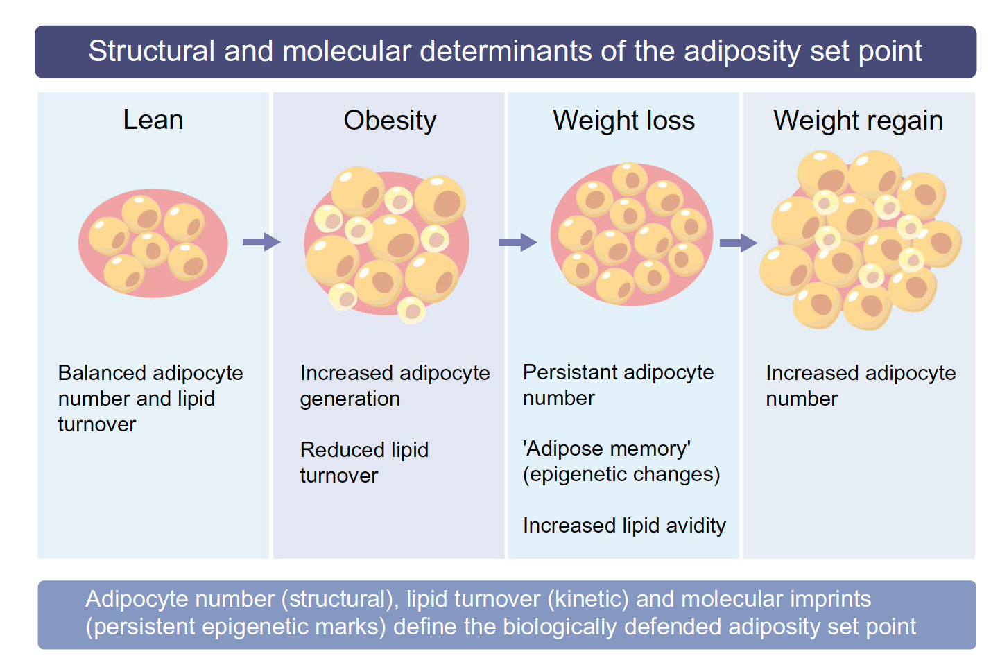 Structural and molecular determinants of the adiposity set point
Lean
Balanced adipocyte
number and lipid
turnover
Obesity
Increased adipocyte
generation
Reduced lipid
turnover
Weight loss
Persistant adipocyte
number
'Adipose memory'
(epigenetic changes)
Increased lipid avidity
Weight regain
Increased adipocyte
number
Adipocyte number (structural), lipid turnover (kinetic) and molecular imprints
(persistent epigenetic marks) define the biologically defended adiposity set point